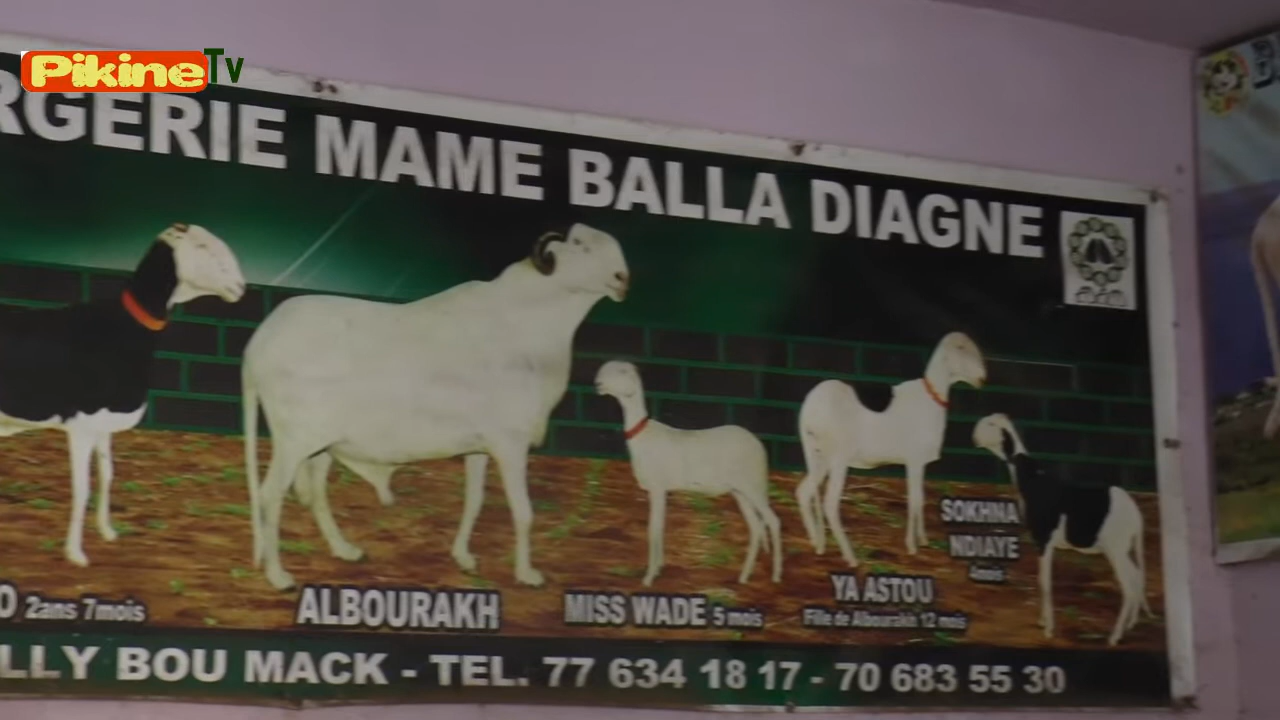 PikineTv
RGERIE MAME BALLA DIAGNE
SOKHNA
NDIAYE
4mois
O 2ans 7mois
ALBOURAKH
MISS WADE 5 mois
YA ASTOU
Fille de Albourakh 12 mois
LLY BOU MACK - TEL. 77 634 18 17 - 70 683 55 30